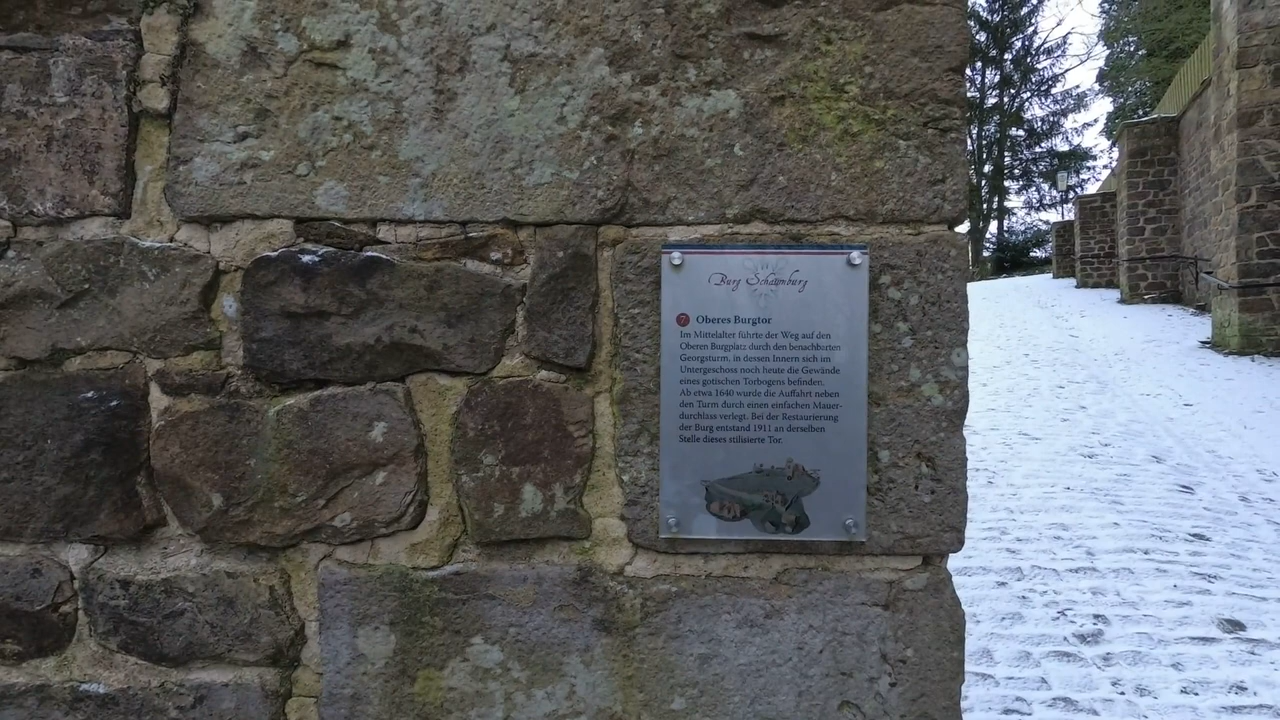 Burg Schaumburg
7 Oberes Burgtor
Im Mittelalter führte der Weg auf den
Oberen Burgplatz durch den benachbarten
Georgsturm, in dessen Innern sich im
Untergeschoss noch heute die Gewände
eines gotischen Torbogens befinden.
Ab etwa 1640 wurde die Auffahrt neben
den Turm durch einen einfachen Mauer-
durchlass verlegt. Bei der Restaurierung
der Burg entstand 1911 an derselben
Stelle dieses stilisierte Tor.